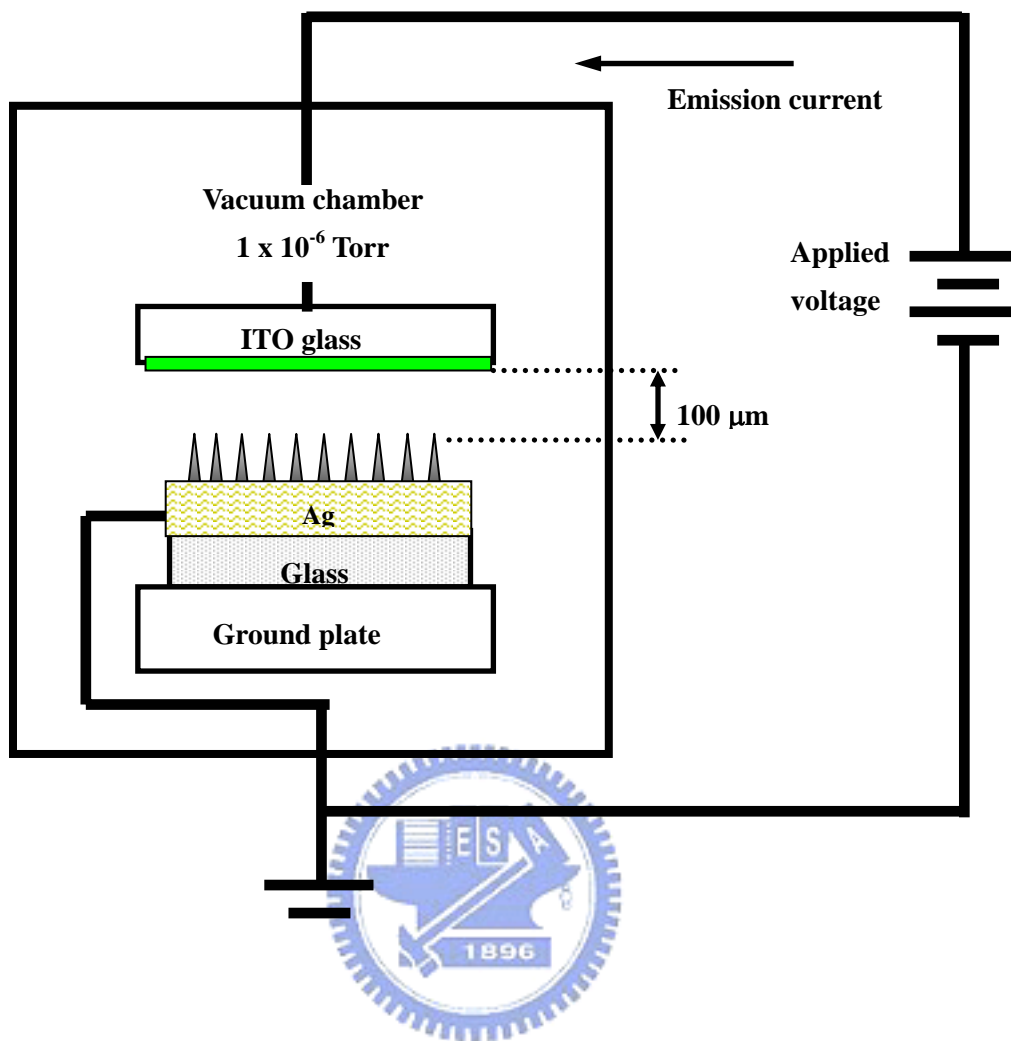 Emission current
Vacuum chamber
1 x 10⁻⁶ Torr
Applied
voltage
ITO glass
100 μm
Ag
Glass
Ground plate
E S A
1896